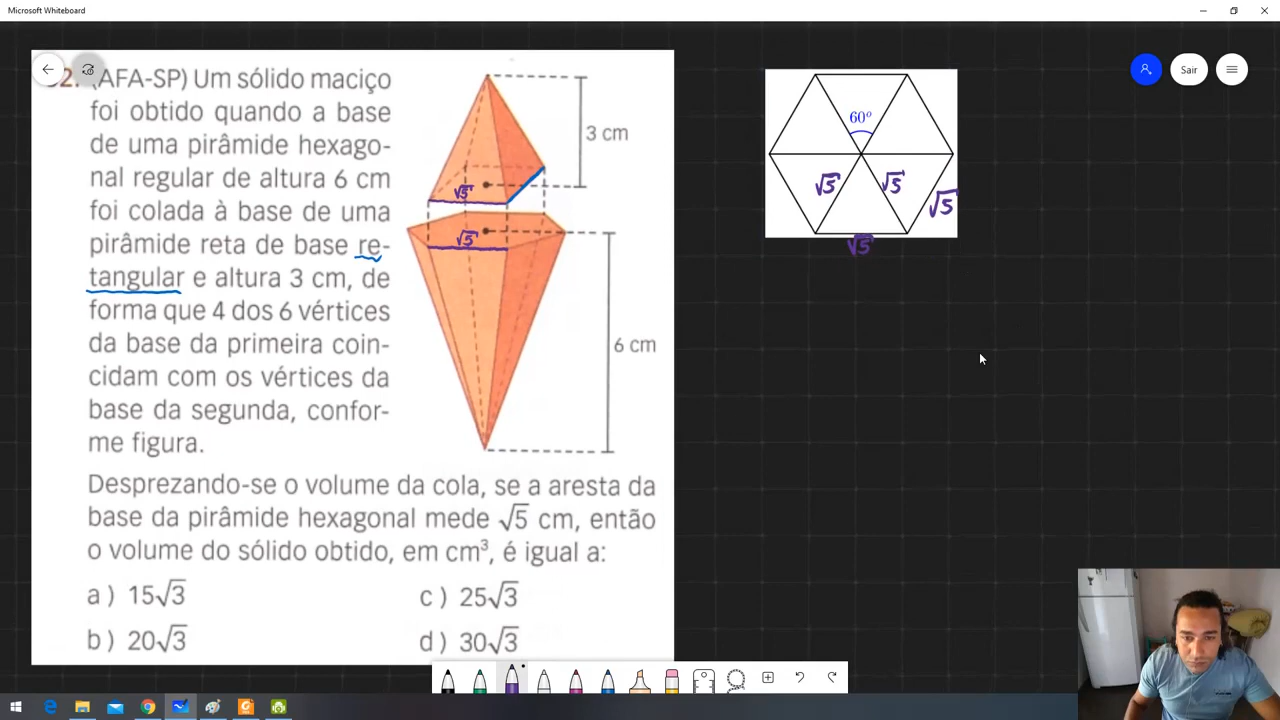 Microsoft Whiteboard
2. (AFA-SP) Um sólido maciço
foi obtido quando a base
de uma pirâmide hexago-
nal regular de altura 6 cm
foi colada à base de uma
pirâmide reta de base re-
tangular e altura 3 cm, de
forma que 4 dos 6 vértices
da base da primeira coin-
cidam com os vértices da
base da segunda, confor-
me figura.
3 cm
√5
√5
6 cm
Desprezando-se o volume da cola, se a aresta da
base da pirâmide hexagonal mede √5 cm, então
o volume do sólido obtido, em cm³, é igual a:
a) 15√3
c) 25√3
b) 20√3
d) 30√3
60º
√5 √5
√5
√5
Sair